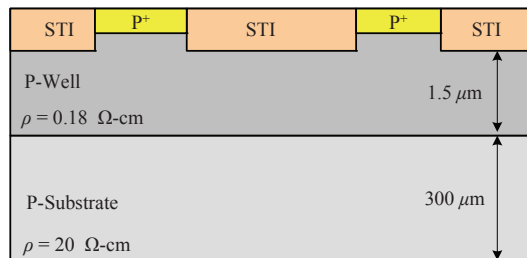 STI P⁺ STI P⁺ STI
P-Well
1.5 μm
ρ = 0.18 Ω-cm
P-Substrate
300 μm
ρ = 20 Ω-cm